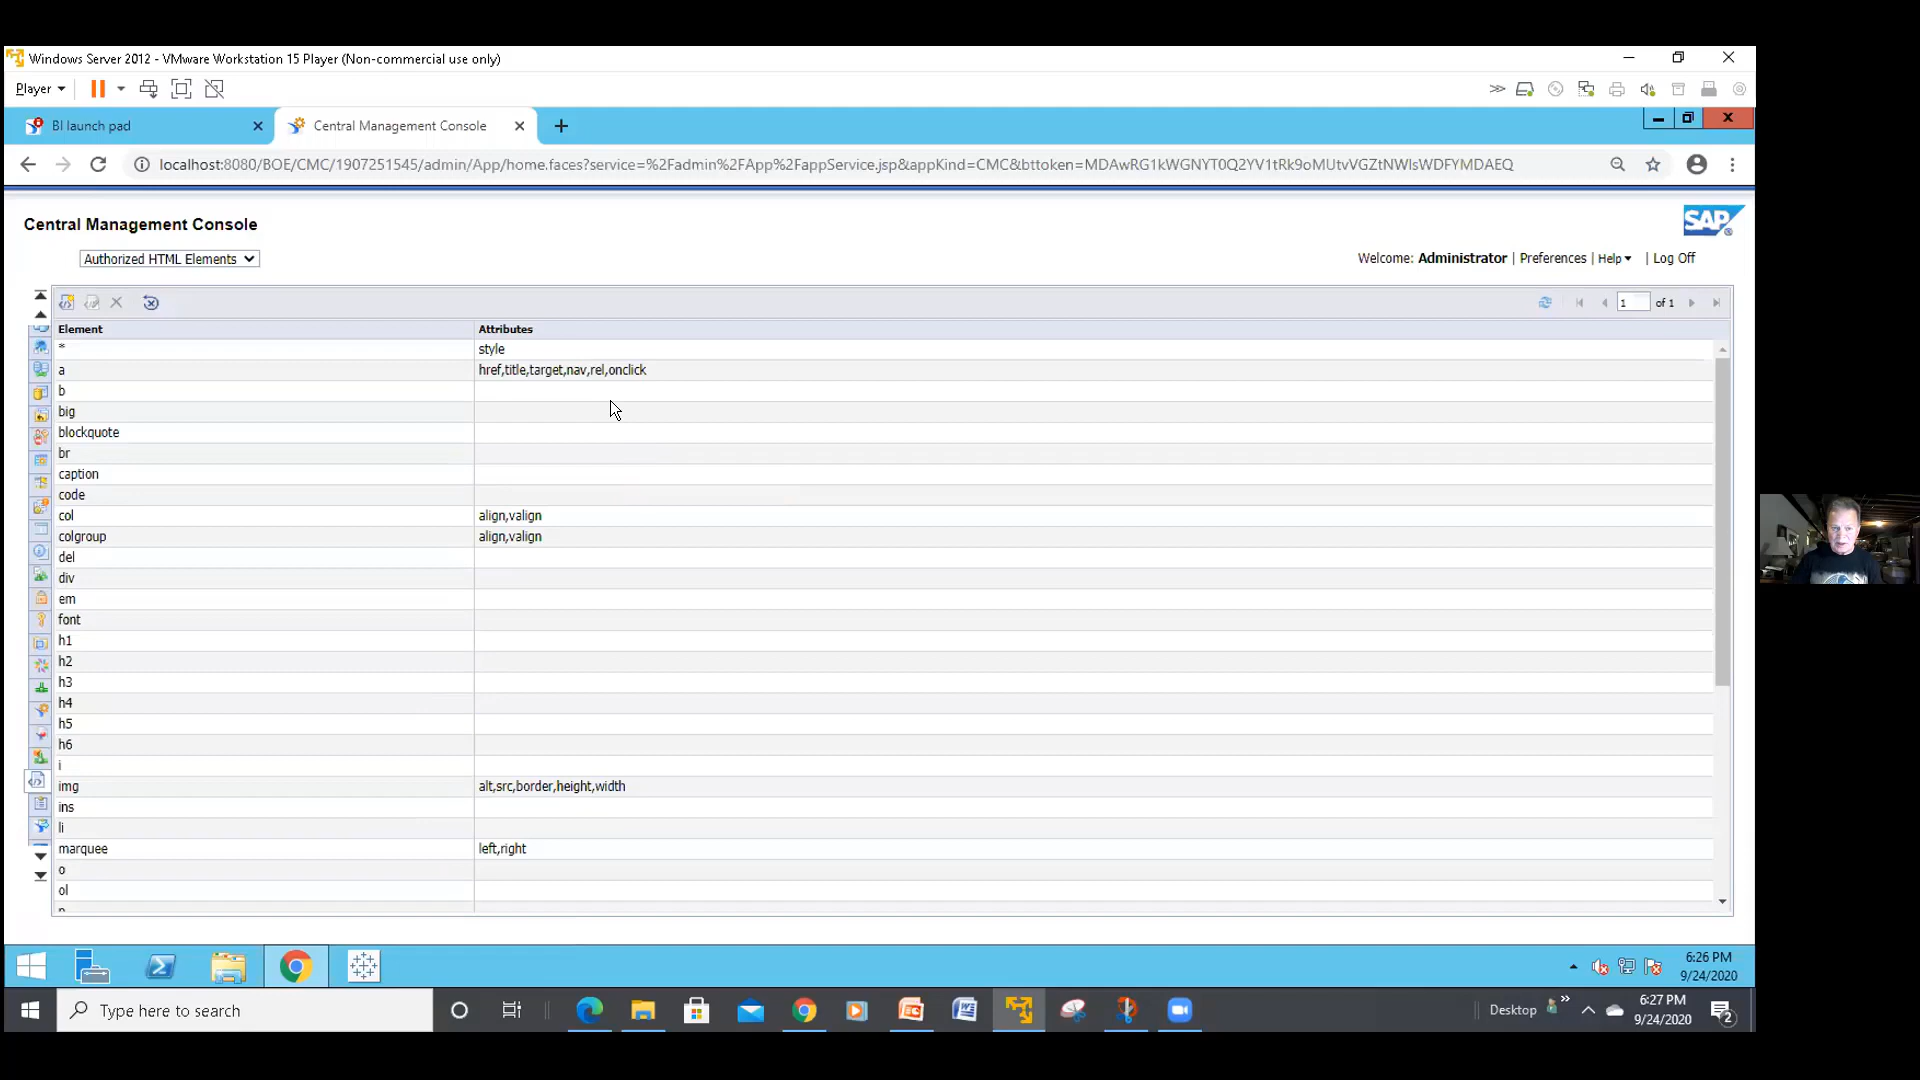 Windows Server 2012 - VMware Workstation 15 Player (Non-commercial use only)
Player
BI launch pad
Central Management Console
localhost:8080/BOE/CMC/1907251545/admin/App/home.faces?service=%2Fadmin%2FApp%2FappService.jsp&appKind=CMC&bttoken=MDAwRG1kWGNYT0Q2YV1tRk9oMUtvVGZtNWlsWDFYMDAEQ
Central Management Console
SAP
Authorized HTML Elements
Welcome: Administrator | Preferences | Help | Log Off
1 of 1
Element Attributes
* style
a href,title,target,nav,rel,onclick
b
big
blockquote
br
caption
code
col align,valign
colgroup align,valign
del
div
em
font
h1
h2
h3
h4
h5
h6
i
img alt,src,border,height,width
ins
li
marquee left,right
o
ol
6:26 PM
9/24/2020
Type here to search
Desktop
6:27 PM
9/24/2020
2